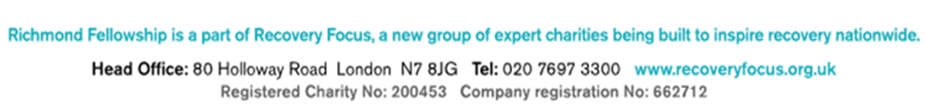 Richmond Fellowship is a part of Recovery Focus, a new group of expert charities being built to inspire recovery nationwide.
Head Office: 80 Holloway Road London N7 8JG Tel: 020 7697 3300 www.recoveryfocus.org.uk
Registered Charity No: 200453 Company registration No: 662712